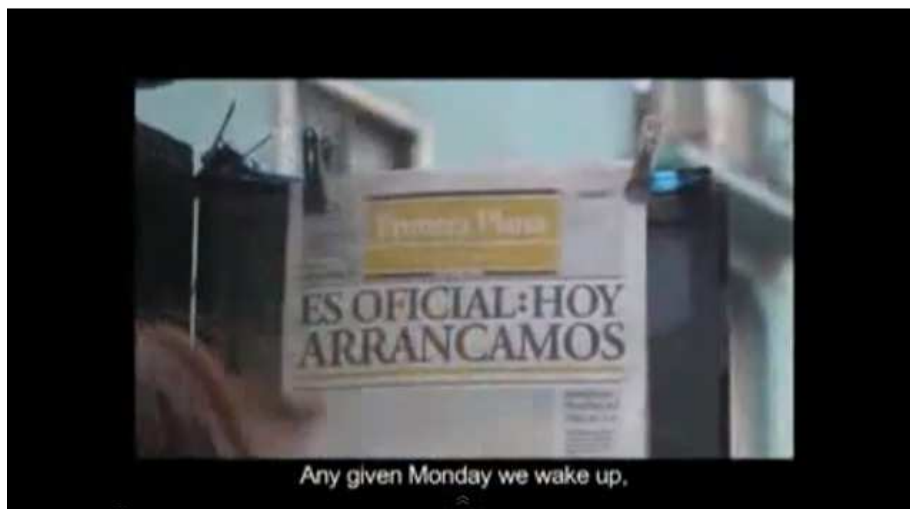 Primera Plana
ES OFICIAL: HOY
ARRANCAMOS
Any given Monday we wake up,